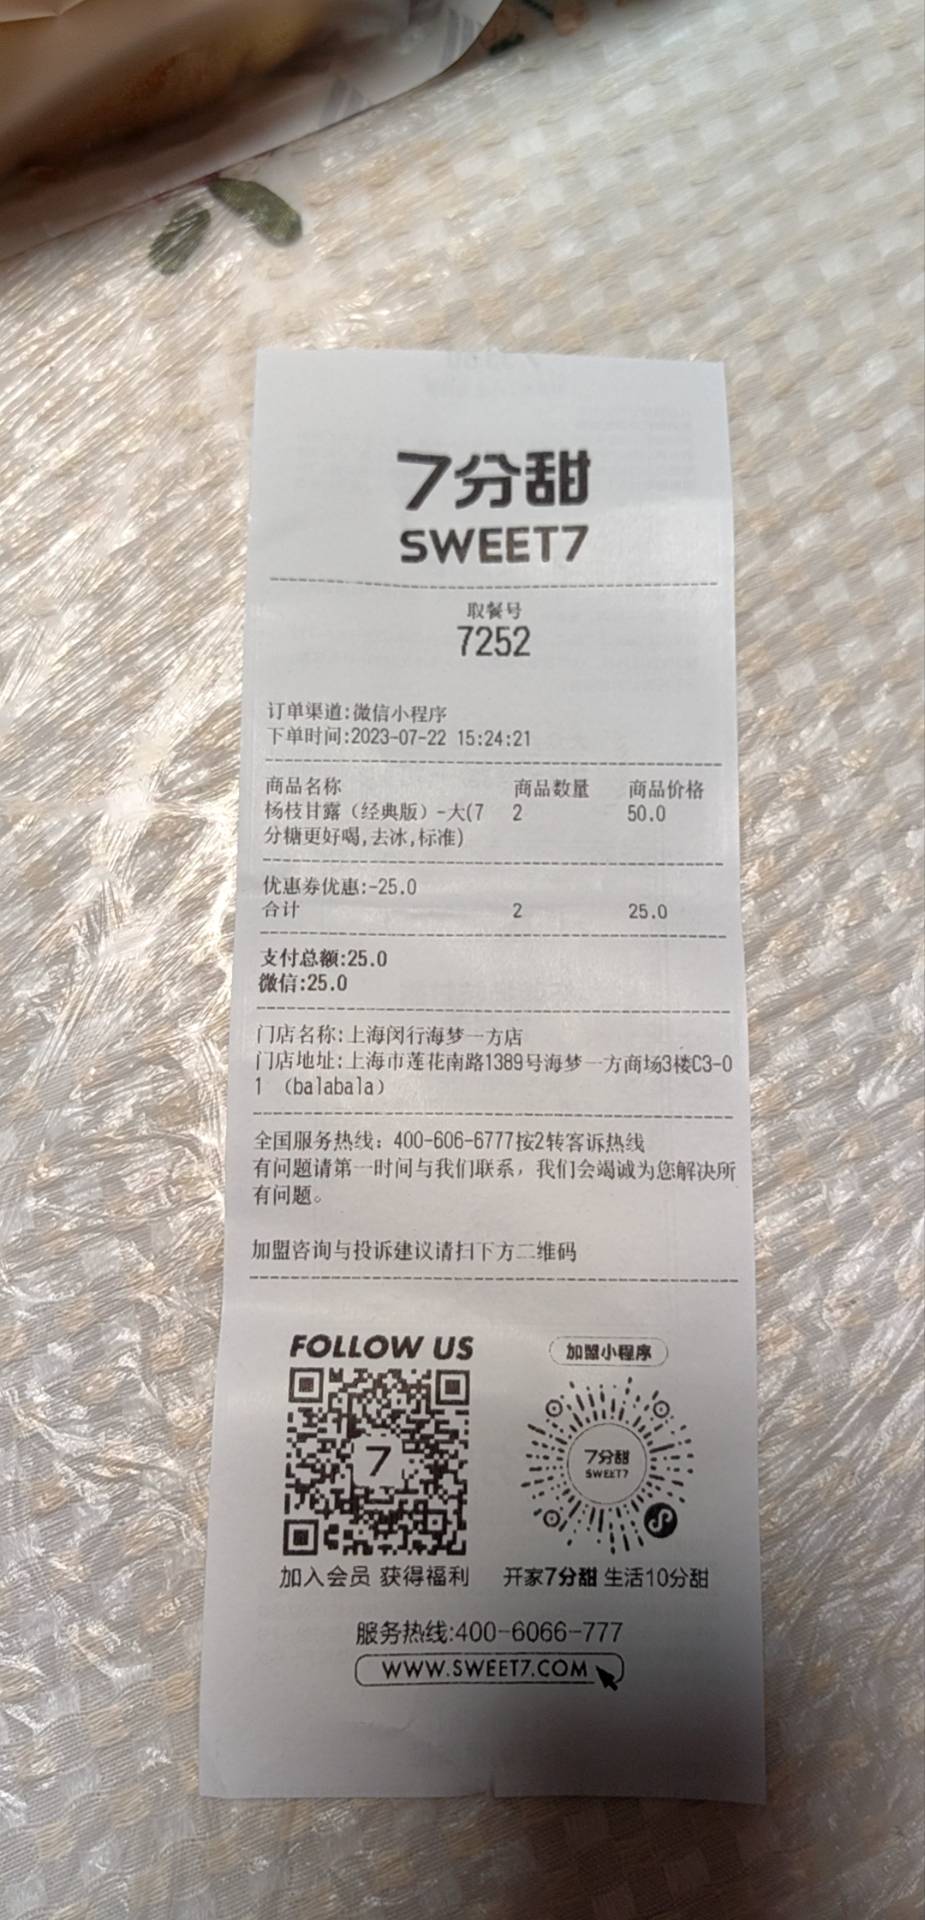 7分甜
SWEET7
取餐号
7252
订单渠道:微信小程序
下单时间:2023-07-22 15:24:21
商品名称 商品数量 商品价格
杨枝甘露（经典版）-大(7 2 50.0
分糖更好喝,去冰,标准)
优惠券优惠:-25.0
合计 2 25.0
支付总额:25.0
微信:25.0
门店名称:上海闵行海梦一方店
门店地址:上海市莲花南路1389号海梦一方商场3楼C3-0
1 （balabala）
全国服务热线：400-606-6777按2转客诉热线
有问题请第一时间与我们联系，我们会竭诚为您解决所
有问题。
加盟咨询与投诉建议请扫下方二维码
FOLLOW US 加盟小程序
7 7分甜
SWEET7
加入会员 获得福利 开家7分甜 生活10分甜
服务热线:400-6066-777
WWW.SWEET7.COM